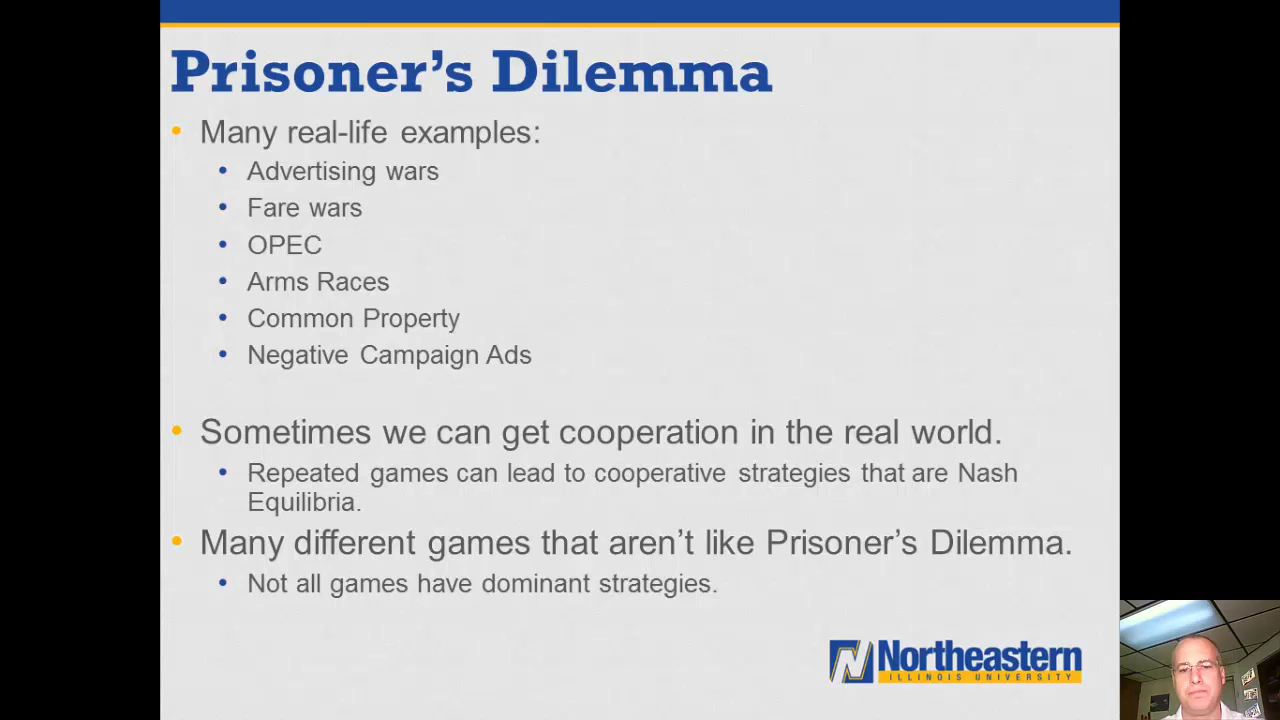 Prisoner’s Dilemma
• Many real-life examples:
• Advertising wars
• Fare wars
• OPEC
• Arms Races
• Common Property
• Negative Campaign Ads
• Sometimes we can get cooperation in the real world.
• Repeated games can lead to cooperative strategies that are Nash
Equilibria.
• Many different games that aren’t like Prisoner’s Dilemma.
• Not all games have dominant strategies.
N Northeastern
ILLINOIS UNIVERSITY